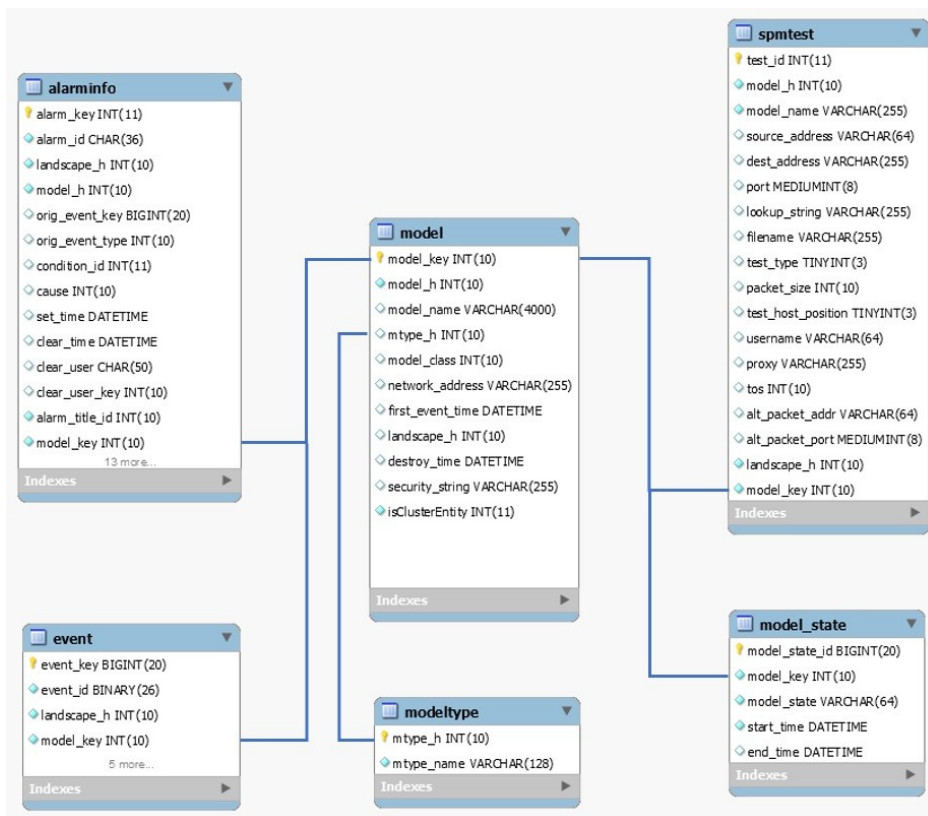 alarminfo
alarm_key INT(11)
alarm_id CHAR(36)
landscape_h INT(10)
model_h INT(10)
orig_event_key BIGINT(20)
orig_event_type INT(10)
condition_id INT(11)
cause INT(10)
set_time DATETIME
clear_time DATETIME
clear_user CHAR(50)
clear_user_key INT(10)
alarm_title_id INT(10)
model_key INT(10)
13 more...
Indexes
event
event_key BIGINT(20)
event_id BINARY(26)
landscape_h INT(10)
model_key INT(10)
5 more...
Indexes
model
model_key INT(10)
model_h INT(10)
model_name VARCHAR(4000)
mtype_h INT(10)
model_class INT(10)
network_address VARCHAR(255)
first_event_time DATETIME
landscape_h INT(10)
destroy_time DATETIME
security_string VARCHAR(255)
isClusterEntity INT(11)
Indexes
modeltype
mtype_h INT(10)
mtype_name VARCHAR(128)
Indexes
spmtest
test_id INT(11)
model_h INT(10)
model_name VARCHAR(255)
source_address VARCHAR(64)
dest_address VARCHAR(255)
port MEDIUMINT(8)
lookup_string VARCHAR(255)
filename VARCHAR(255)
test_type TINYINT(3)
packet_size INT(10)
test_host_position TINYINT(3)
username VARCHAR(64)
proxy VARCHAR(255)
tos INT(10)
alt_packet_addr VARCHAR(64)
alt_packet_port MEDIUMINT(8)
landscape_h INT(10)
model_key INT(10)
Indexes
model_state
model_state_id BIGINT(20)
model_key INT(10)
model_state VARCHAR(64)
start_time DATETIME
end_time DATETIME
Indexes